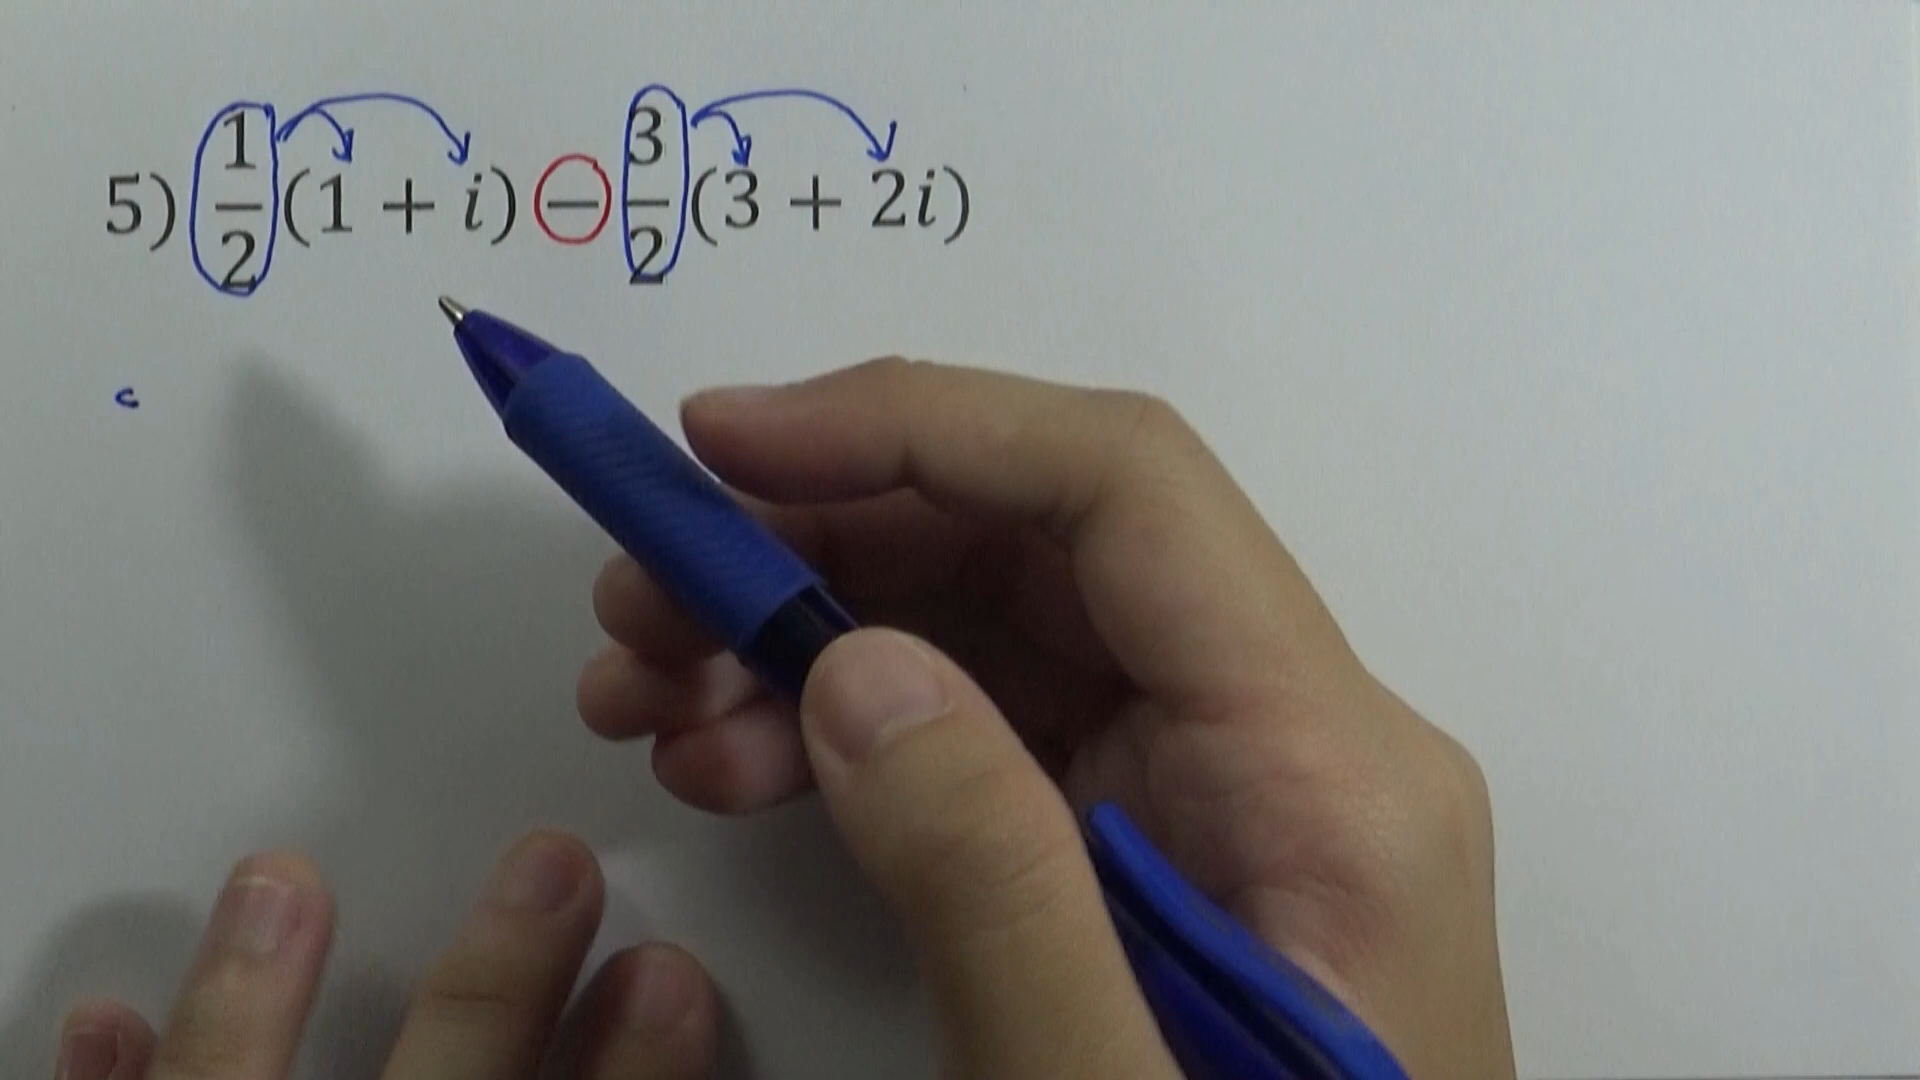 5) 1/2 (1 + i) − 3/2 (3 + 2i)